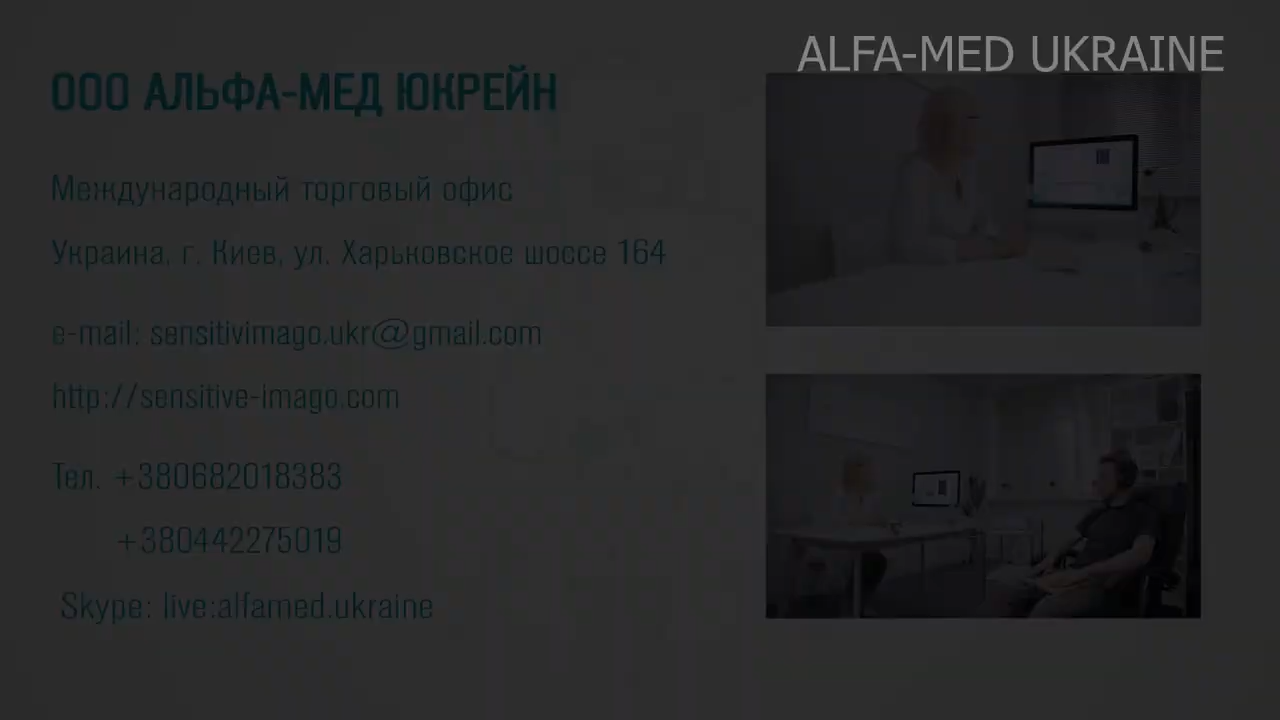 ALFA-MED UKRAINE
ООО АЛЬФА-МЕД ЮКРЕЙН
Международный торговый офис
Украина, г. Киев, ул. Харьковское шоссе 164
e-mail: sensitivimago.ukr@gmail.com
http://sensitive-imago.com
Тел. +380682018383
+380442275019
Skype: live:alfamed.ukraine